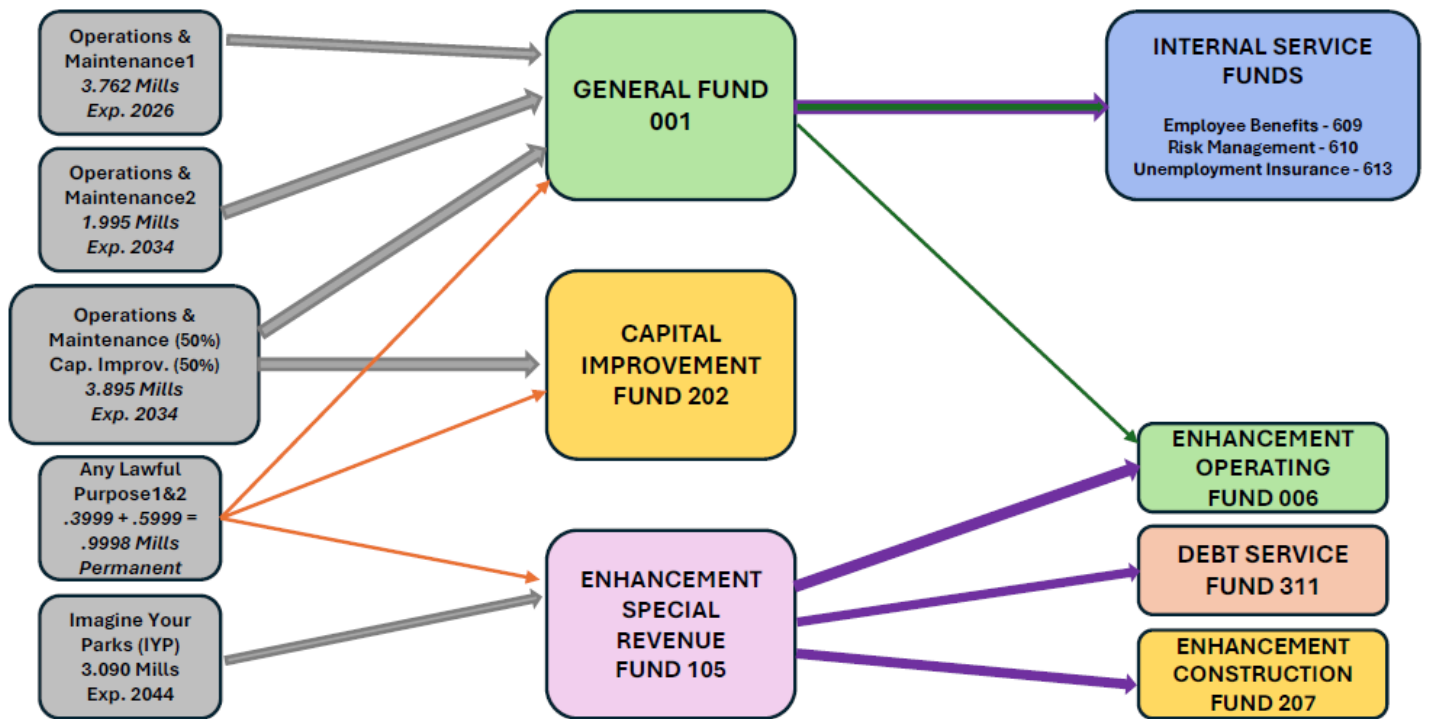 Operations &
Maintenance1
3.762 Mills
Exp. 2026
Operations &
Maintenance2
1.995 Mills
Exp. 2034
Operations &
Maintenance (50%)
Cap. Improv. (50%)
3.895 Mills
Exp. 2034
Any Lawful
Purpose1&2
.3999 + .5999 =
.9998 Mills
Permanent
Imagine Your
Parks (IYP)
3.090 Mills
Exp. 2044
GENERAL FUND
001
CAPITAL
IMPROVEMENT
FUND 202
ENHANCEMENT
SPECIAL
REVENUE
FUND 105
INTERNAL SERVICE
FUNDS
Employee Benefits - 609
Risk Management - 610
Unemployment Insurance - 613
ENHANCEMENT
OPERATING
FUND 006
DEBT SERVICE
FUND 311
ENHANCEMENT
CONSTRUCTION
FUND 207